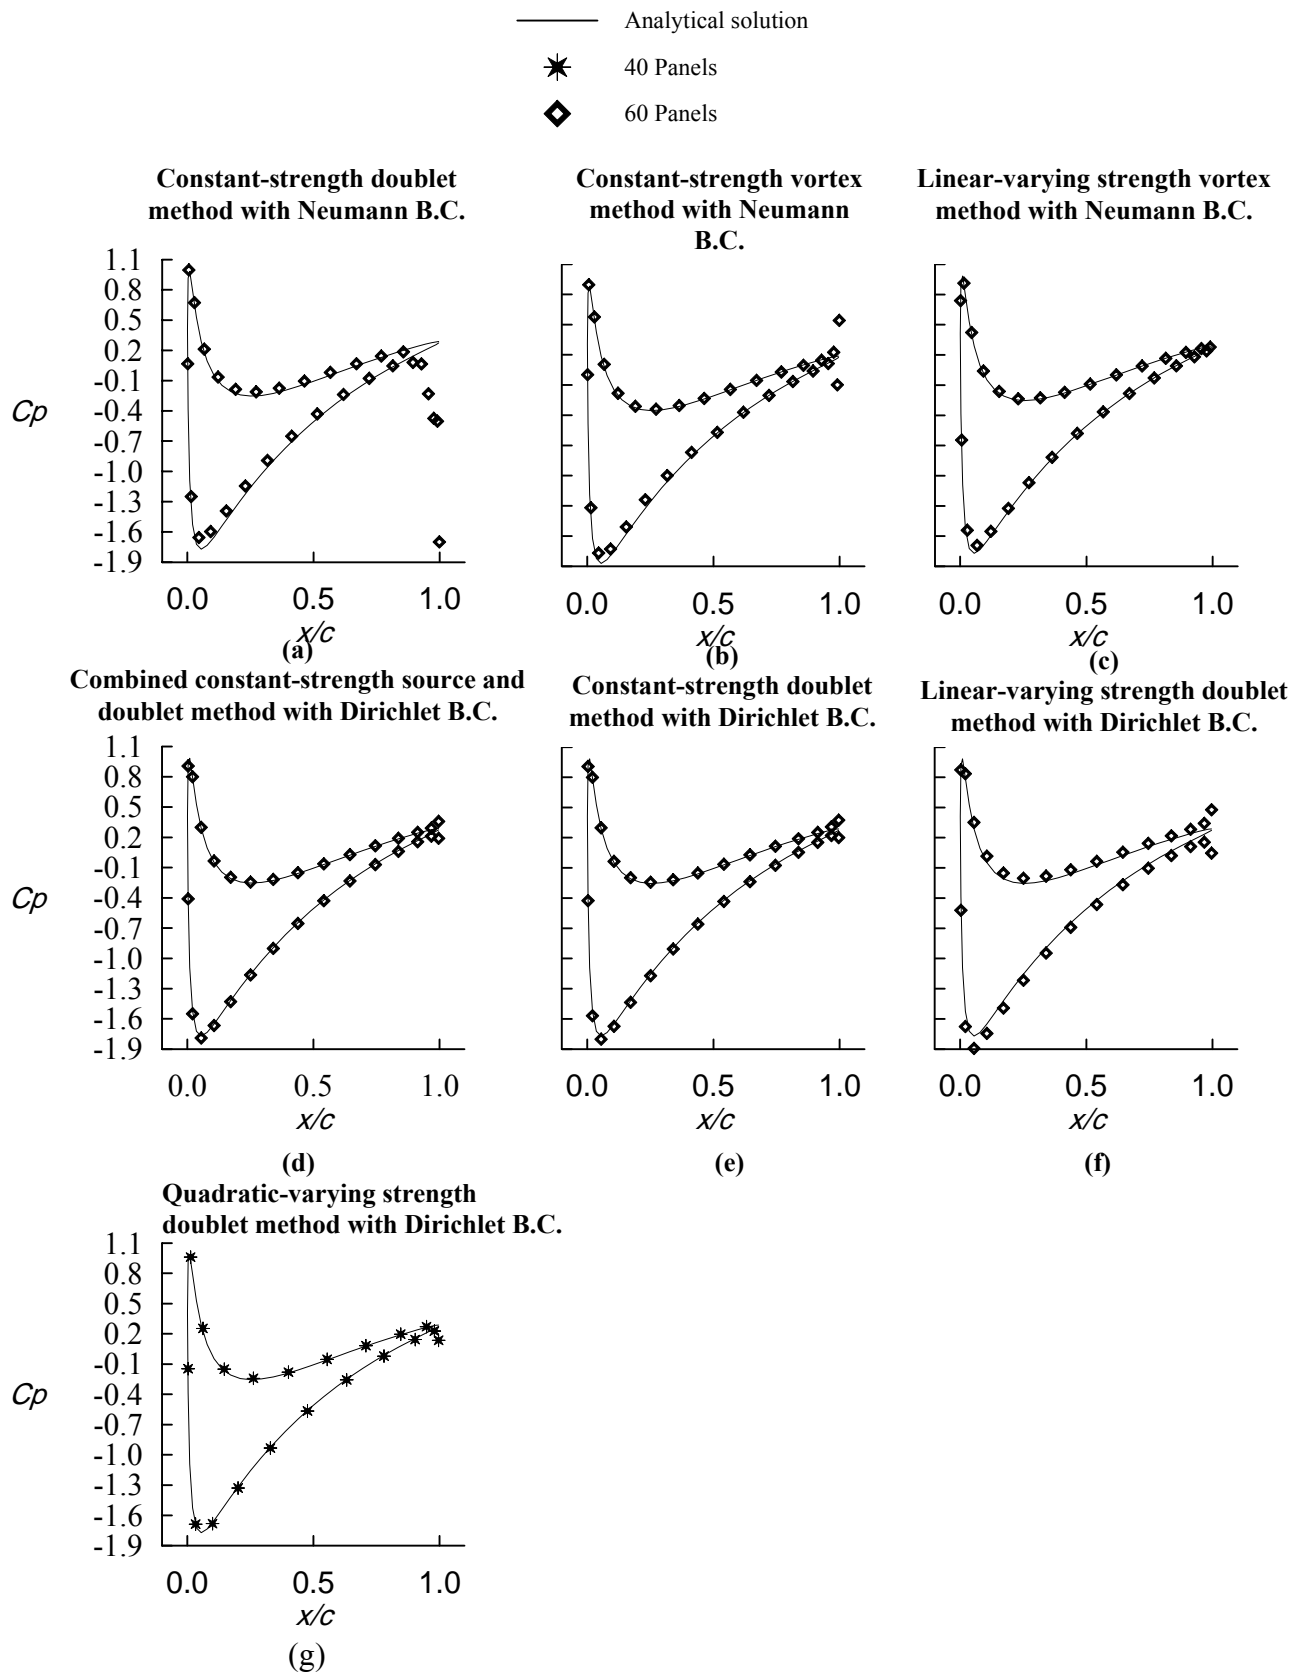 Analytical solution
40 Panels
60 Panels
Constant-strength doublet
method with Neumann B.C.
Constant-strength vortex
method with Neumann
B.C.
Linear-varying strength vortex
method with Neumann B.C.
1.1
0.8
0.5
0.2
-0.1
-0.4
-0.7
-1.0
-1.3
-1.6
-1.9
Cp
0.0 0.5 1.0
x/c
(a)
0.0 0.5 1.0
x/c
(b)
0.0 0.5 1.0
x/c
(c)
Combined constant-strength source and
doublet method with Dirichlet B.C.
Constant-strength doublet
method with Dirichlet B.C.
Linear-varying strength doublet
method with Dirichlet B.C.
1.1
0.8
0.5
0.2
-0.1
-0.4
-0.7
-1.0
-1.3
-1.6
-1.9
Cp
0.0 0.5 1.0
x/c
(d)
0.0 0.5 1.0
x/c
(e)
0.0 0.5 1.0
x/c
(f)
Quadratic-varying strength
doublet method with Dirichlet B.C.
1.1
0.8
0.5
0.2
-0.1
-0.4
-0.7
-1.0
-1.3
-1.6
-1.9
Cp
0.0 0.5 1.0
x/c
(g)